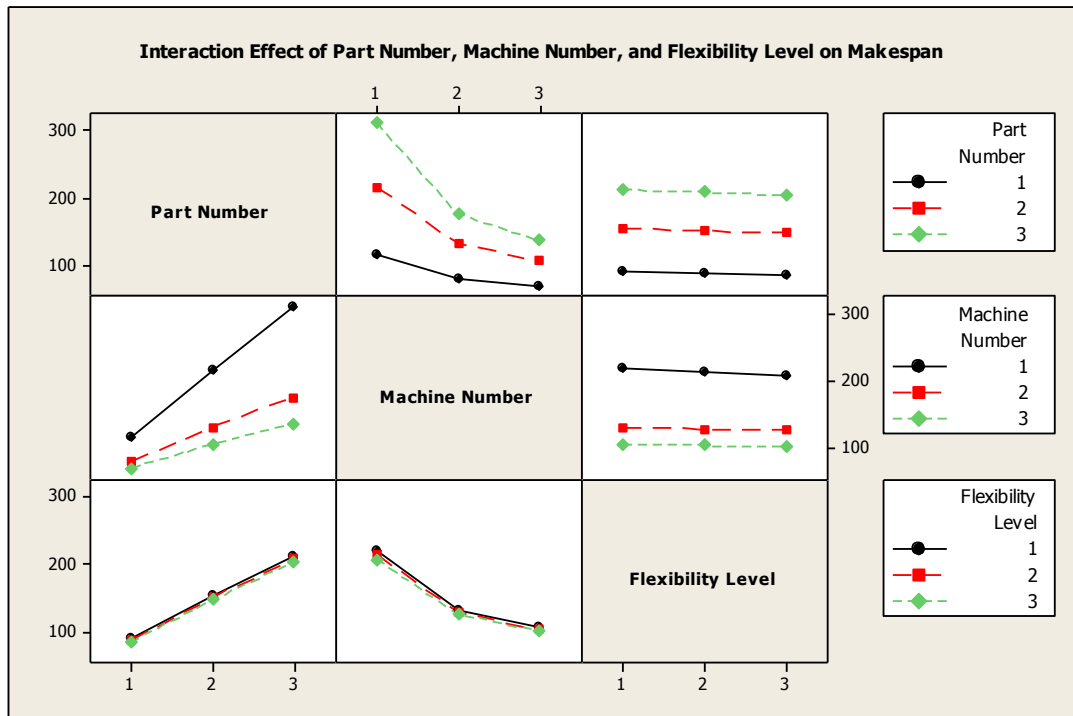 Interaction Effect of Part Number, Machine Number, and Flexibility Level on Makespan
1 2 3
300
200
100
Part Number
Part
Number
1
2
3
Machine Number
300
200
100
Machine
Number
1
2
3
300
200
100
Flexibility Level
Flexibility
Level
1
2
3
1 2 3
1 2 3